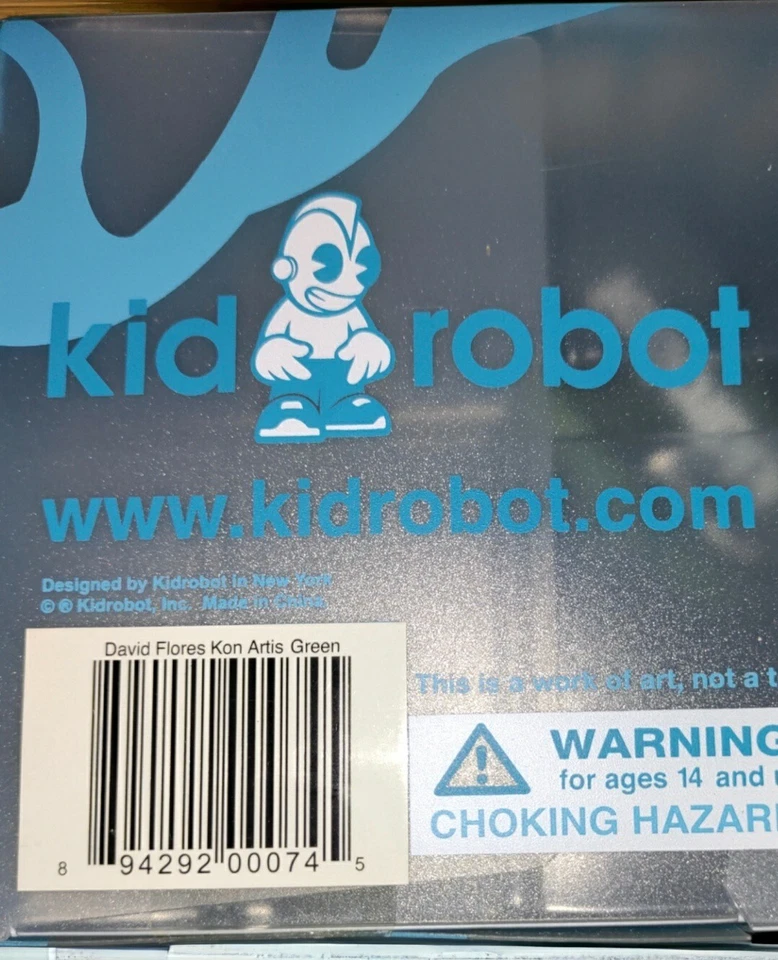 kid robot
www.kidrobot.com
Designed by Kidrobot in New York
© ® Kidrobot, Inc. Made in China
David Flores Kon Artis Green
8 94292 00074 5
This is a work of art, not a t
WARNING
for ages 14 and u
CHOKING HAZAR